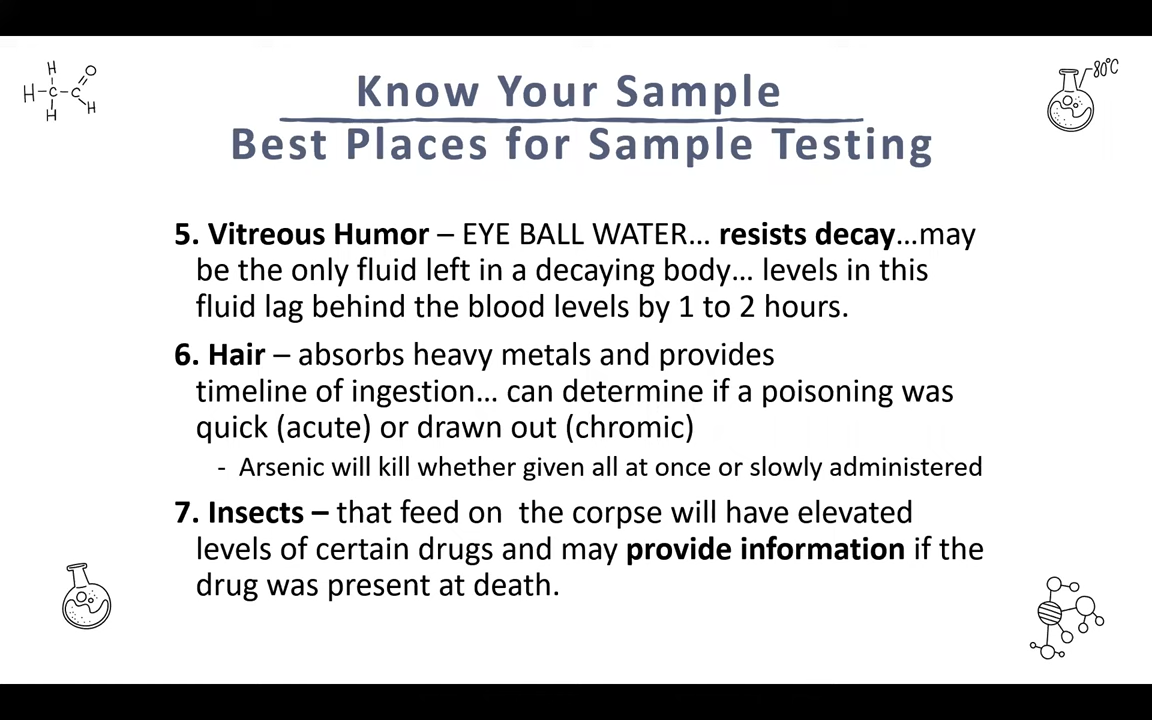 Know Your Sample
Best Places for Sample Testing
H
H-C-C
O
H
H
-80°C
5. Vitreous Humor – EYE BALL WATER… resists decay…may
be the only fluid left in a decaying body… levels in this
fluid lag behind the blood levels by 1 to 2 hours.
6. Hair – absorbs heavy metals and provides
timeline of ingestion… can determine if a poisoning was
quick (acute) or drawn out (chromic)
- Arsenic will kill whether given all at once or slowly administered
7. Insects – that feed on the corpse will have elevated
levels of certain drugs and may provide information if the
drug was present at death.